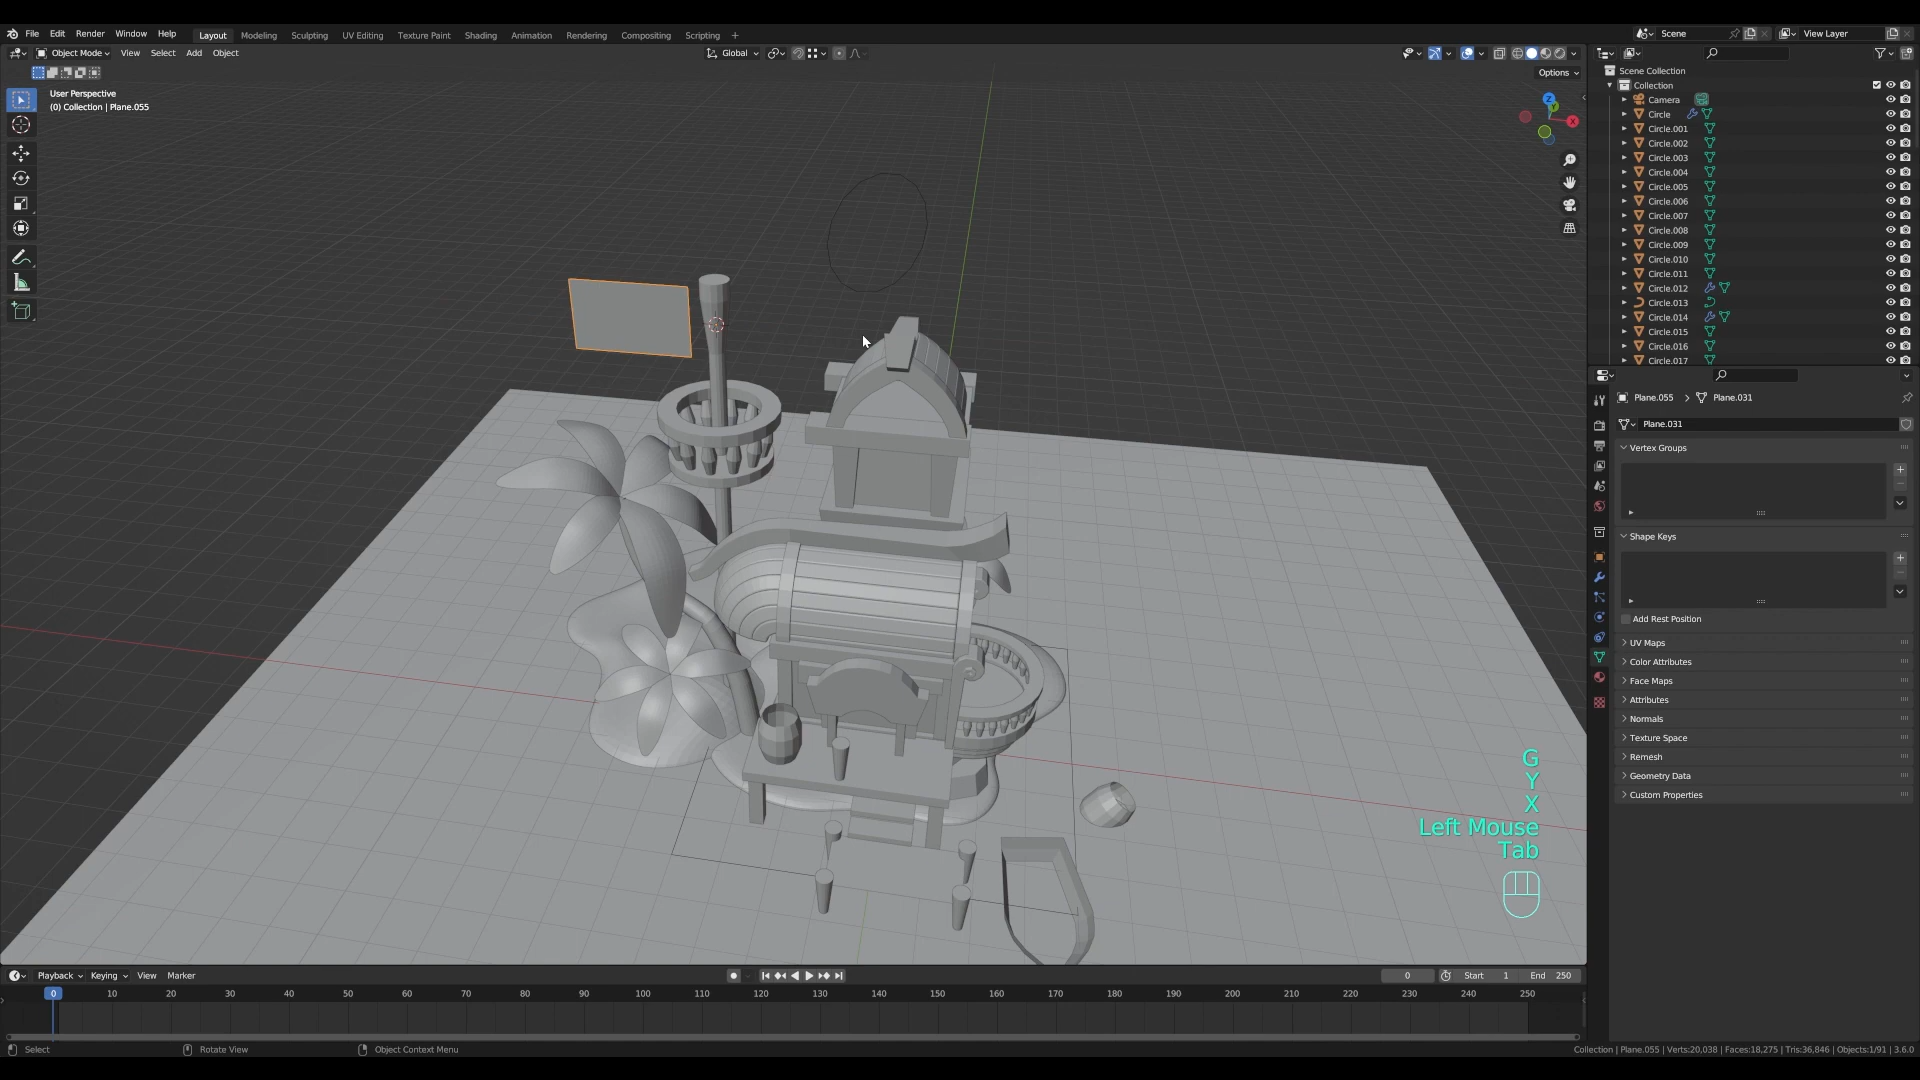 File Edit Render Window Help Layout Modeling Sculpting UV Editing Texture Paint Shading Animation Rendering Compositing Scripting + Scene View Layer
Object Mode View Select Add Object Global
Options
User Perspective
(0) Collection | Plane.055
Z
Y
X
Scene Collection
Collection
Camera
Circle
Circle.001
Circle.002
Circle.003
Circle.004
Circle.005
Circle.006
Circle.007
Circle.008
Circle.009
Circle.010
Circle.011
Circle.012
Circle.013
Circle.014
Circle.015
Circle.016
Circle.017
Plane.055 > Plane.031
Plane.031
Vertex Groups
Shape Keys
Add Rest Position
UV Maps
Color Attributes
Face Maps
Attributes
Normals
Texture Space
Remesh
Geometry Data
Custom Properties
G
Y
X
Left Mouse
Tab
Playback Keying View Marker 0 Start 1 End 250
0 10 20 30 40 50 60 70 80 90 100 110 120 130 140 150 160 170 180 190 200 210 220 230 240 250
Select Rotate View Object Context Menu Collection | Plane.055 | Verts:20,038 | Faces:18,275 | Tris:36,846 | Objects:1/91 | 3.6.0